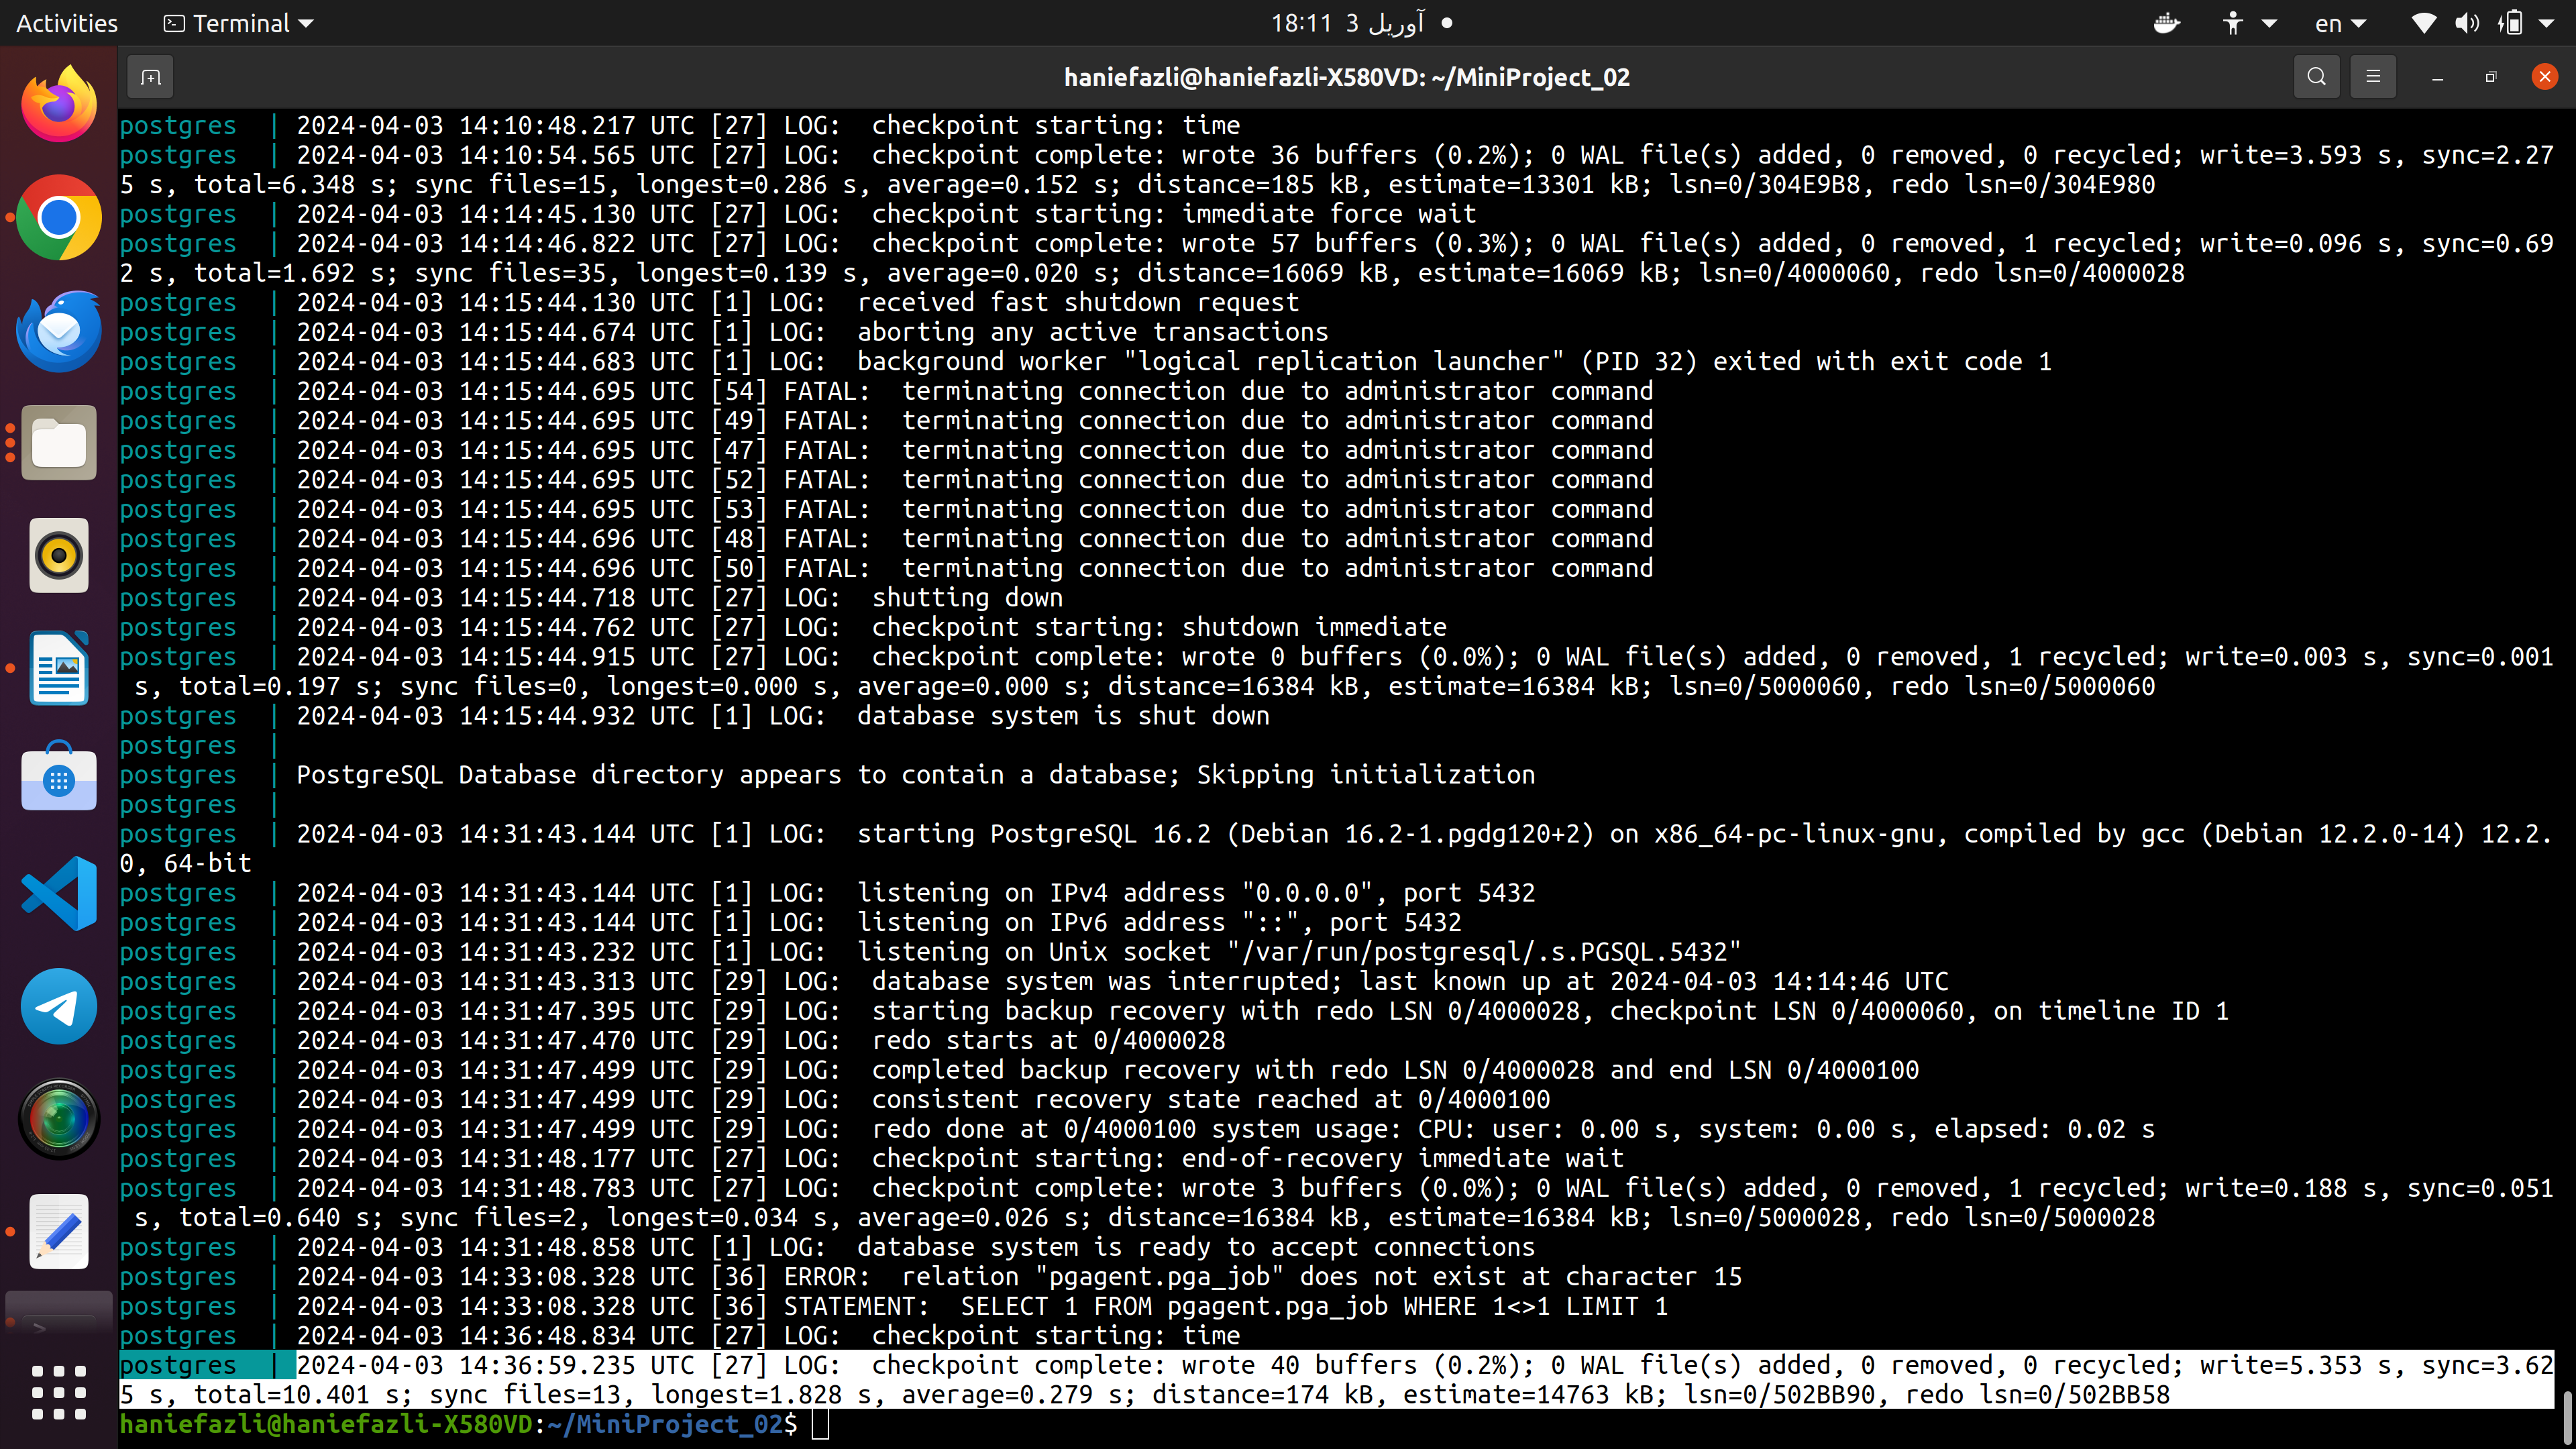 Activities Terminal 18:11 3 آوریل en
haniefazli@haniefazli-X580VD: ~/MiniProject_02
postgres | 2024-04-03 14:10:48.217 UTC [27] LOG:  checkpoint starting: time
postgres | 2024-04-03 14:10:54.565 UTC [27] LOG:  checkpoint complete: wrote 36 buffers (0.2%); 0 WAL file(s) added, 0 removed, 0 recycled; write=3.593 s, sync=2.27
5 s, total=6.348 s; sync files=15, longest=0.286 s, average=0.152 s; distance=185 kB, estimate=13301 kB; lsn=0/304E9B8, redo lsn=0/304E980
postgres | 2024-04-03 14:14:45.130 UTC [27] LOG:  checkpoint starting: immediate force wait
postgres | 2024-04-03 14:14:46.822 UTC [27] LOG:  checkpoint complete: wrote 57 buffers (0.3%); 0 WAL file(s) added, 0 removed, 1 recycled; write=0.096 s, sync=0.69
2 s, total=1.692 s; sync files=35, longest=0.139 s, average=0.020 s; distance=16069 kB, estimate=16069 kB; lsn=0/4000060, redo lsn=0/4000028
postgres | 2024-04-03 14:15:44.130 UTC [1] LOG:  received fast shutdown request
postgres | 2024-04-03 14:15:44.674 UTC [1] LOG:  aborting any active transactions
postgres | 2024-04-03 14:15:44.683 UTC [1] LOG:  background worker "logical replication launcher" (PID 32) exited with exit code 1
postgres | 2024-04-03 14:15:44.695 UTC [54] FATAL:  terminating connection due to administrator command
postgres | 2024-04-03 14:15:44.695 UTC [49] FATAL:  terminating connection due to administrator command
postgres | 2024-04-03 14:15:44.695 UTC [47] FATAL:  terminating connection due to administrator command
postgres | 2024-04-03 14:15:44.695 UTC [52] FATAL:  terminating connection due to administrator command
postgres | 2024-04-03 14:15:44.695 UTC [53] FATAL:  terminating connection due to administrator command
postgres | 2024-04-03 14:15:44.696 UTC [48] FATAL:  terminating connection due to administrator command
postgres | 2024-04-03 14:15:44.696 UTC [50] FATAL:  terminating connection due to administrator command
postgres | 2024-04-03 14:15:44.718 UTC [27] LOG:  shutting down
postgres | 2024-04-03 14:15:44.762 UTC [27] LOG:  checkpoint starting: shutdown immediate
postgres | 2024-04-03 14:15:44.915 UTC [27] LOG:  checkpoint complete: wrote 0 buffers (0.0%); 0 WAL file(s) added, 0 removed, 1 recycled; write=0.003 s, sync=0.001
 s, total=0.197 s; sync files=0, longest=0.000 s, average=0.000 s; distance=16384 kB, estimate=16384 kB; lsn=0/5000060, redo lsn=0/5000060
postgres | 2024-04-03 14:15:44.932 UTC [1] LOG:  database system is shut down
postgres |
postgres | PostgreSQL Database directory appears to contain a database; Skipping initialization
postgres |
postgres | 2024-04-03 14:31:43.144 UTC [1] LOG:  starting PostgreSQL 16.2 (Debian 16.2-1.pgdg120+2) on x86_64-pc-linux-gnu, compiled by gcc (Debian 12.2.0-14) 12.2.
0, 64-bit
postgres | 2024-04-03 14:31:43.144 UTC [1] LOG:  listening on IPv4 address "0.0.0.0", port 5432
postgres | 2024-04-03 14:31:43.144 UTC [1] LOG:  listening on IPv6 address "::", port 5432
postgres | 2024-04-03 14:31:43.232 UTC [1] LOG:  listening on Unix socket "/var/run/postgresql/.s.PGSQL.5432"
postgres | 2024-04-03 14:31:43.313 UTC [29] LOG:  database system was interrupted; last known up at 2024-04-03 14:14:46 UTC
postgres | 2024-04-03 14:31:47.395 UTC [29] LOG:  starting backup recovery with redo LSN 0/4000028, checkpoint LSN 0/4000060, on timeline ID 1
postgres | 2024-04-03 14:31:47.470 UTC [29] LOG:  redo starts at 0/4000028
postgres | 2024-04-03 14:31:47.499 UTC [29] LOG:  completed backup recovery with redo LSN 0/4000028 and end LSN 0/4000100
postgres | 2024-04-03 14:31:47.499 UTC [29] LOG:  consistent recovery state reached at 0/4000100
postgres | 2024-04-03 14:31:47.499 UTC [29] LOG:  redo done at 0/4000100 system usage: CPU: user: 0.00 s, system: 0.00 s, elapsed: 0.02 s
postgres | 2024-04-03 14:31:48.177 UTC [27] LOG:  checkpoint starting: end-of-recovery immediate wait
postgres | 2024-04-03 14:31:48.783 UTC [27] LOG:  checkpoint complete: wrote 3 buffers (0.0%); 0 WAL file(s) added, 0 removed, 1 recycled; write=0.188 s, sync=0.051
 s, total=0.640 s; sync files=2, longest=0.034 s, average=0.026 s; distance=16384 kB, estimate=16384 kB; lsn=0/5000028, redo lsn=0/5000028
postgres | 2024-04-03 14:31:48.858 UTC [1] LOG:  database system is ready to accept connections
postgres | 2024-04-03 14:33:08.328 UTC [36] ERROR:  relation "pgagent.pga_job" does not exist at character 15
postgres | 2024-04-03 14:33:08.328 UTC [36] STATEMENT:  SELECT 1 FROM pgagent.pga_job WHERE 1<>1 LIMIT 1
postgres | 2024-04-03 14:36:48.834 UTC [27] LOG:  checkpoint starting: time
postgres | 2024-04-03 14:36:59.235 UTC [27] LOG:  checkpoint complete: wrote 40 buffers (0.2%); 0 WAL file(s) added, 0 removed, 0 recycled; write=5.353 s, sync=3.62
5 s, total=10.401 s; sync files=13, longest=1.828 s, average=0.279 s; distance=174 kB, estimate=14763 kB; lsn=0/502BB90, redo lsn=0/502BB58
haniefazli@haniefazli-X580VD:~/MiniProject_02$